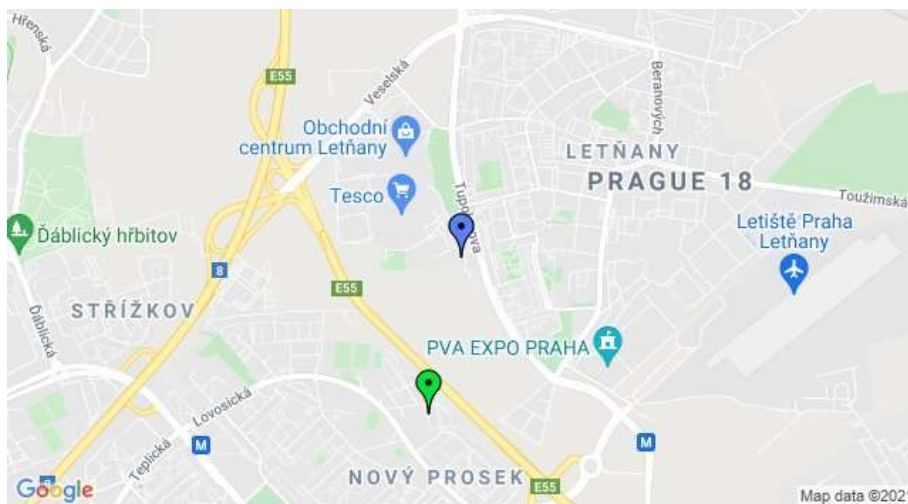 Hřenská
E55
Veselská
Beranových
Obchodní
centrum Letňany
LETŇANY
Tesco
PRAGUE 18
Toužimská
Tupolevova
Ďáblický hřbitov
Letiště Praha
Letňany
8
E55
STŘÍŽKOV
Ďáblická
PVA EXPO PRAHA
Lovosická
Teplická
M
M
NOVÝ PROSEK
E55
Google
Map data ©202